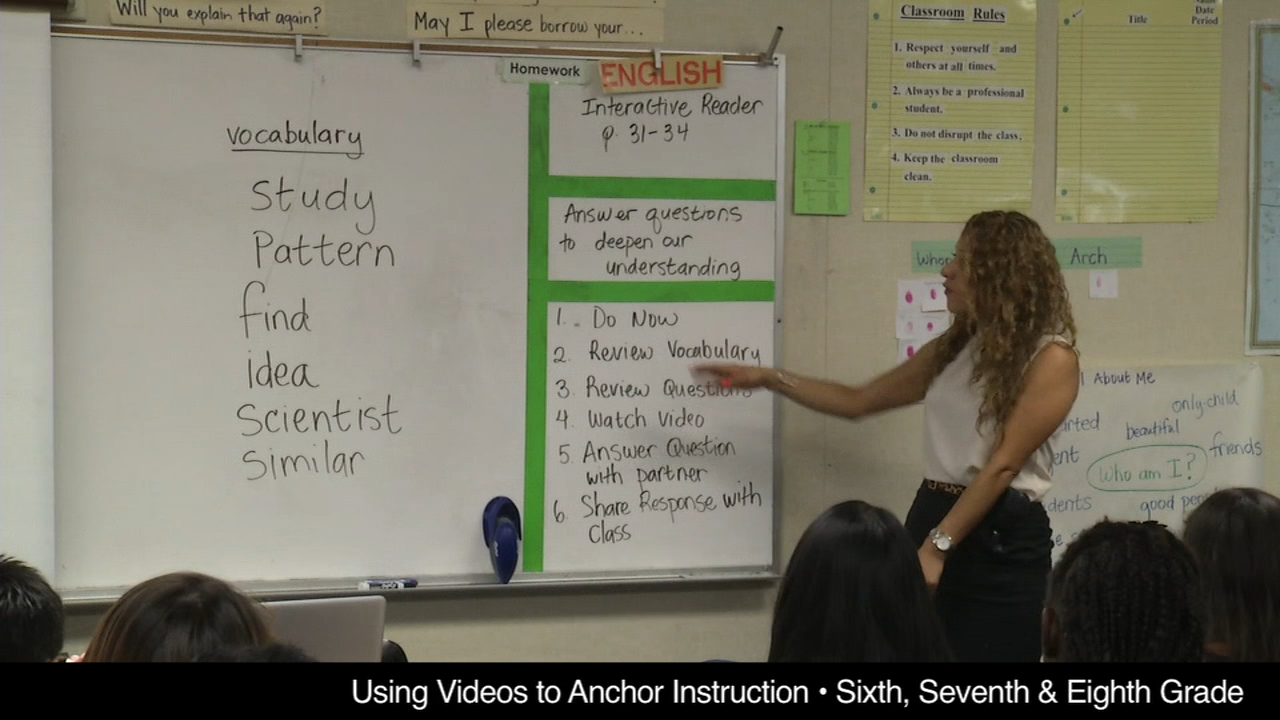 Will you explain that again?
May I please borrow your...
vocabulary
Study
Pattern
find
idea
Scientist
Similar
Homework
ENGLISH
Interactive Reader
p. 31-34
Answer questions
to deepen our
understanding
1. Do Now
2. Review Vocabulary
3. Review Questions
4. Watch Video
5. Answer Question
with partner
6. Share Response with
Class
Classroom Rules
1. Respect yourself and
others at all times.
2. Always be a professional
student.
3. Do not disrupt the class.
4. Keep the classroom
clean.
Title
Date
Period
Arch
About Me
only-child
beautiful
friends
Who am I?
good
Using Videos to Anchor Instruction • Sixth, Seventh & Eighth Grade